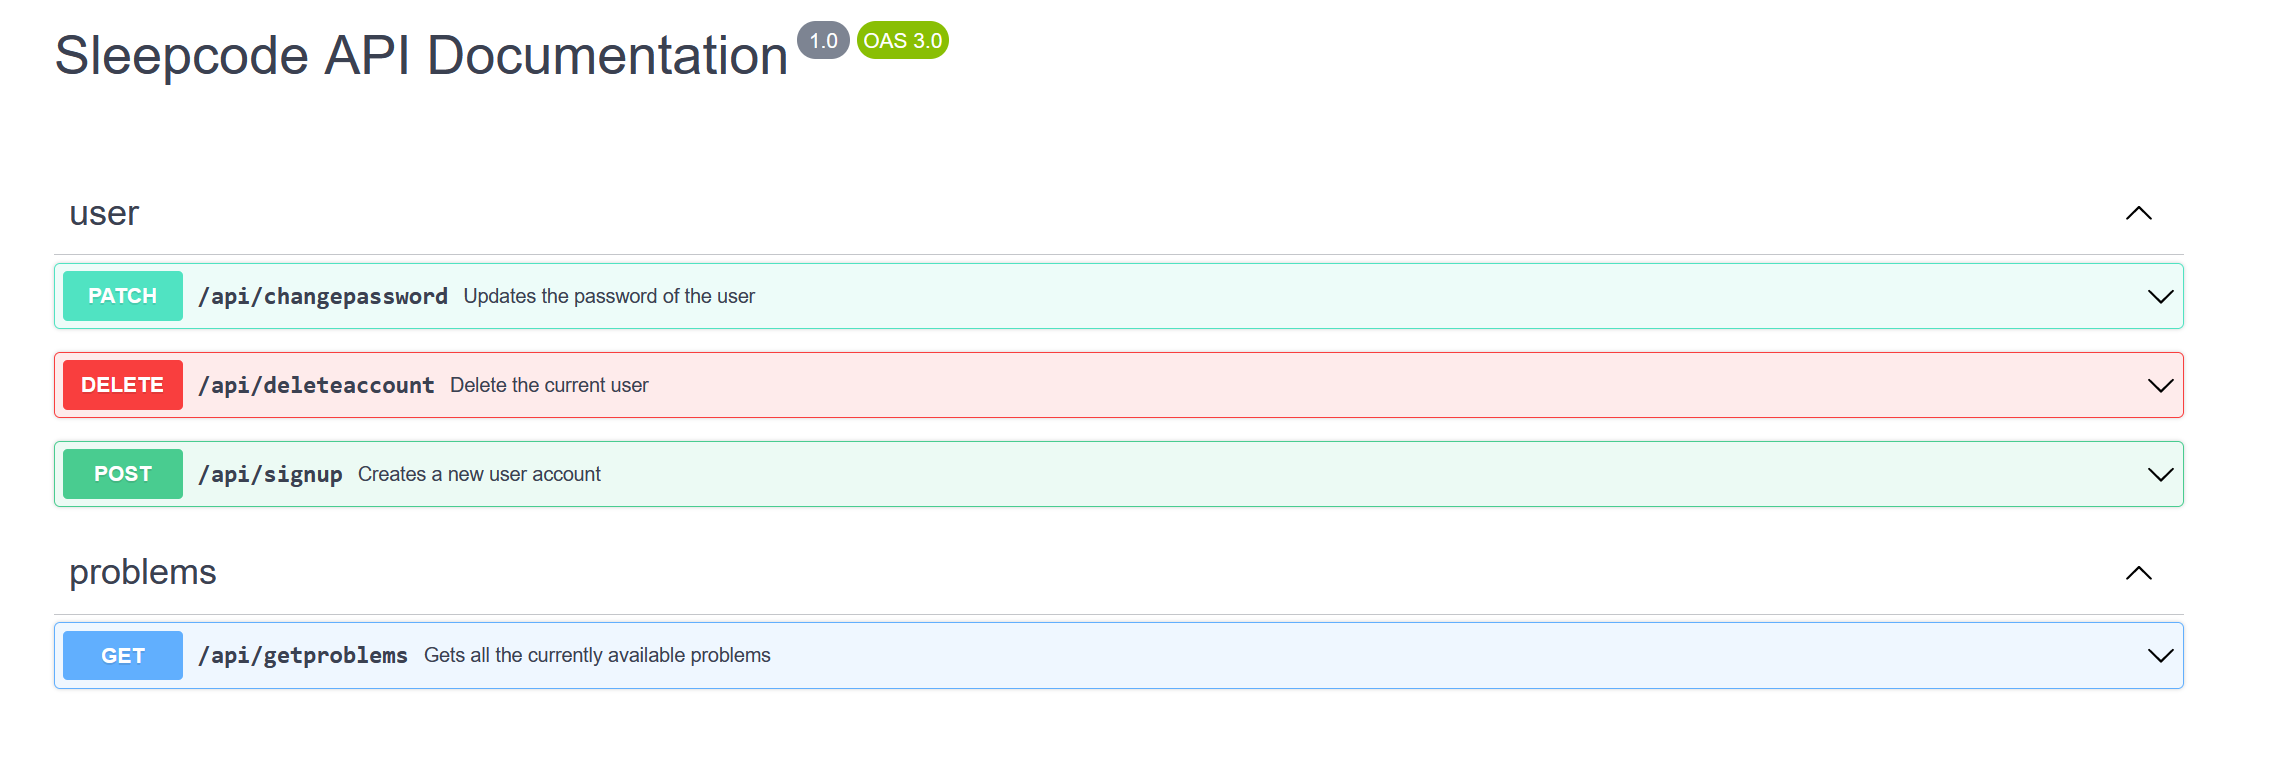 Sleepcode API Documentation 1.0 OAS 3.0
user
PATCH /api/changepassword Updates the password of the user
DELETE /api/deleteaccount Delete the current user
POST /api/signup Creates a new user account
problems
GET /api/getproblems Gets all the currently available problems